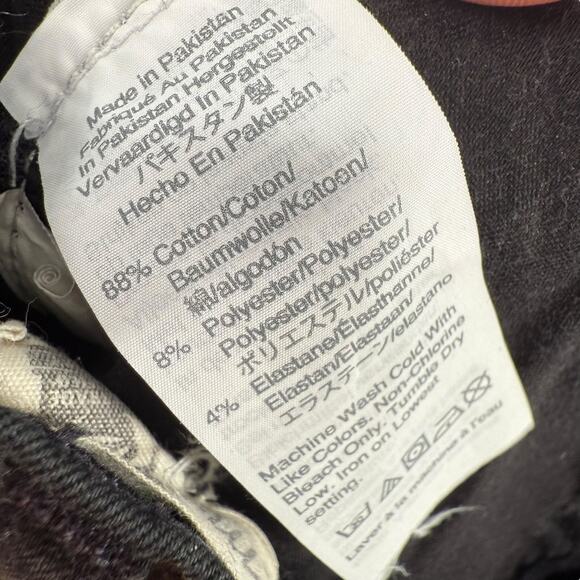 Made in Pakistan
Fabriqué Au Pakistan
In Pakistan Hergestellt
Vervaardigd In Pakistan
パキスタン製
Hecho En Pakistán
88% Cotton/Coton/
Baumwolle/Katoen/
綿/algodón
8% Polyester/Polyester/
Polyester/polyester/
ポリエステル/poliéster
4% Elastane/Élasthanne/
Elastan/Elastaan/
エラステーン/elastano
Machine Wash Cold With
Like Colors. Non-Chlorine
Bleach Only. Tumble Dry
Low. Iron on Lowest
setting.
Laver à la machine à l'eau